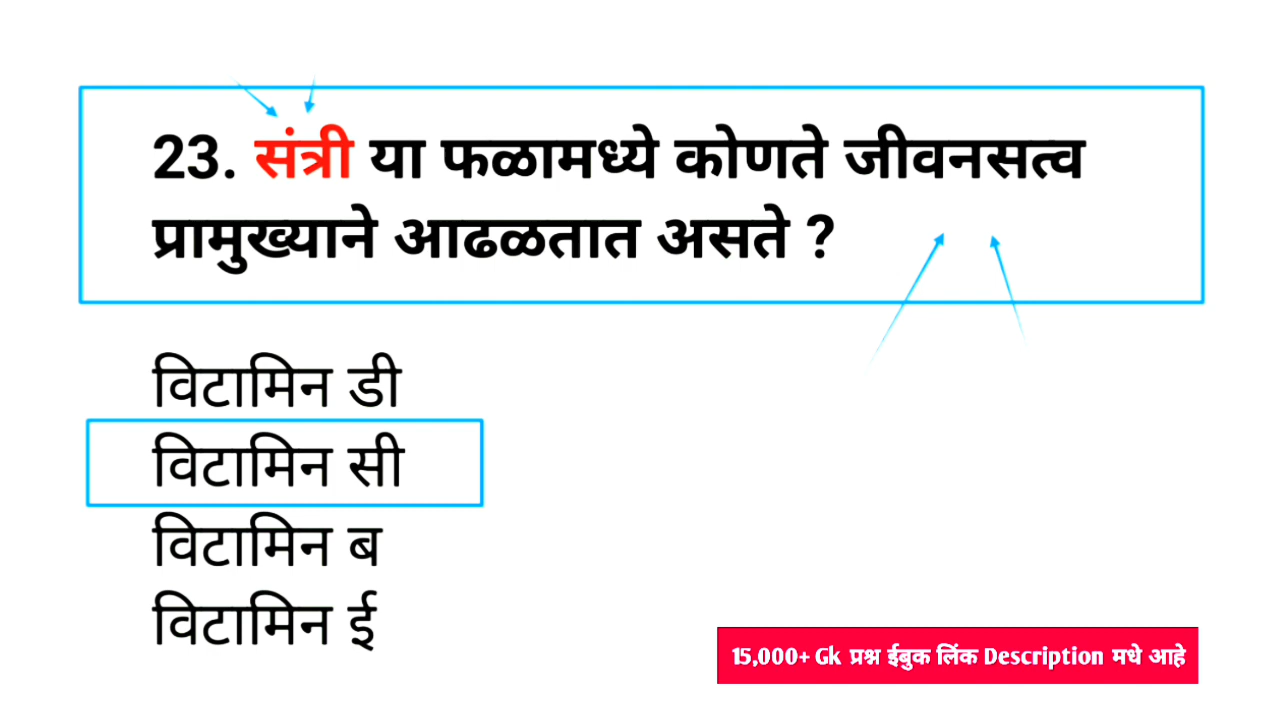 23. संत्री या फळामध्ये कोणते जीवनसत्व
प्रामुख्याने आढळतात असते ?
विटामिन डी
विटामिन सी
विटामिन ब
विटामिन ई
15,000+ Gk प्रश्न ईबुक लिंक Description मधे आहे